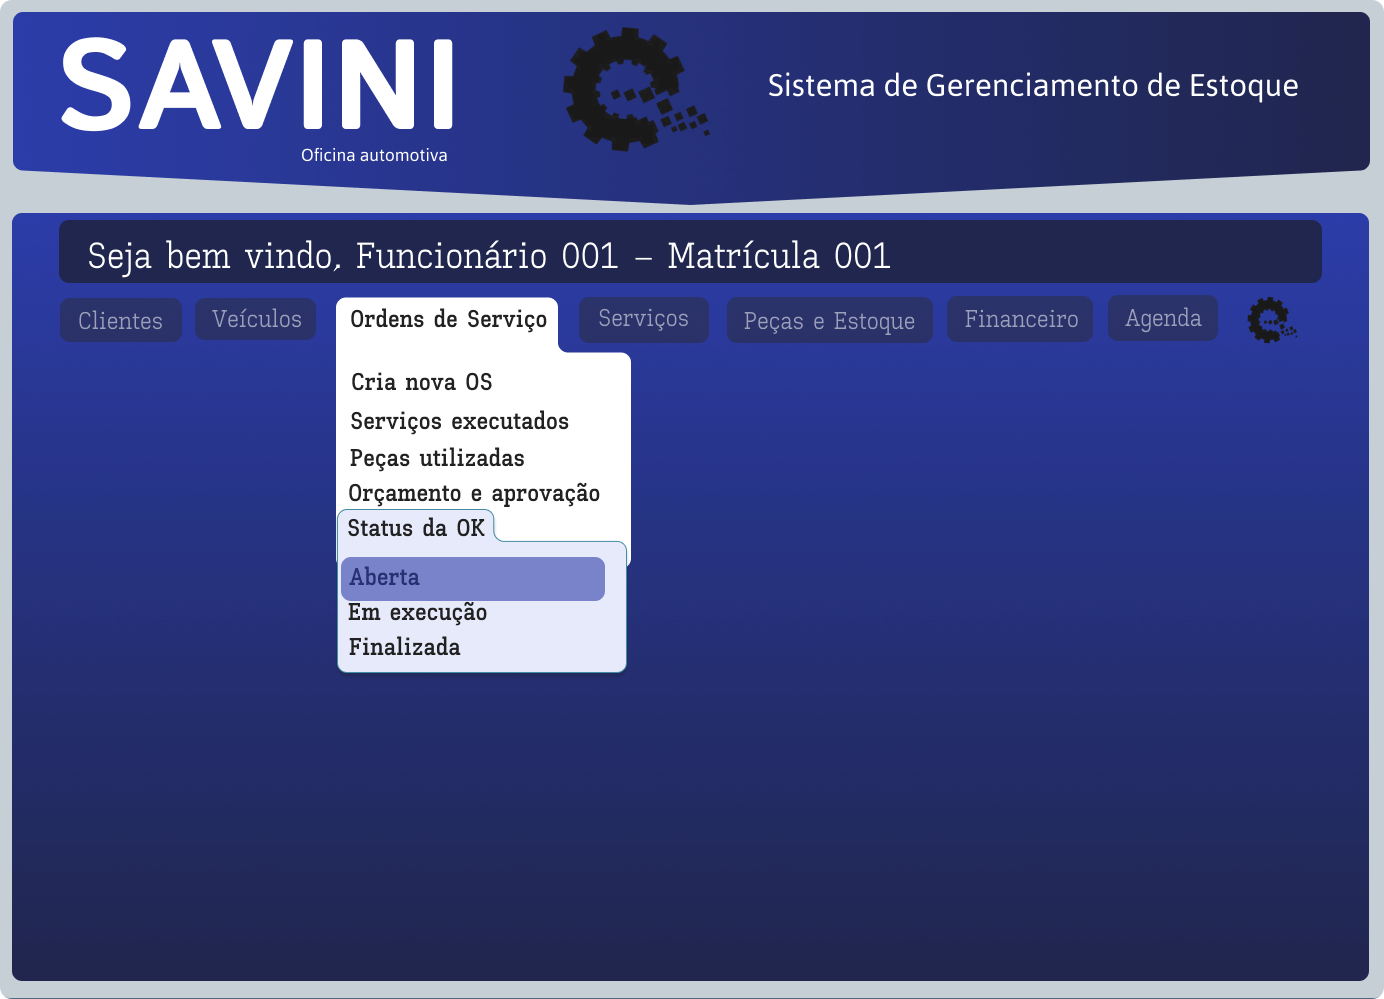 SAVINI
Oficina automotiva
Sistema de Gerenciamento de Estoque
Seja bem vindo, Funcionário 001 – Matrícula 001
Clientes
Veículos
Ordens de Serviço
Serviços
Peças e Estoque
Financeiro
Agenda
Cria nova OS
Serviços executados
Peças utilizadas
Orçamento e aprovação
Status da OK
Aberta
Em execução
Finalizada